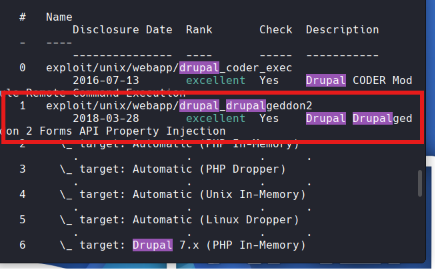 # Name
Disclosure Date Rank Check Description
- ----
--------------- ---- ----- -----------
0 exploit/unix/webapp/drupal_coder_exec
2016-07-13 excellent Yes Drupal CODER Mod
le Remote Command Execution
1 exploit/unix/webapp/drupal_drupalgeddon2
2018-03-28 excellent Yes Drupal Drupalged
on 2 Forms API Property Injection
2 \_ target: Automatic (PHP In-Memory)
. . . .
3 \_ target: Automatic (PHP Dropper)
. . . .
4 \_ target: Automatic (Unix In-Memory)
. . . .
5 \_ target: Automatic (Linux Dropper)
. . . .
6 \_ target: Drupal 7.x (PHP In-Memory)